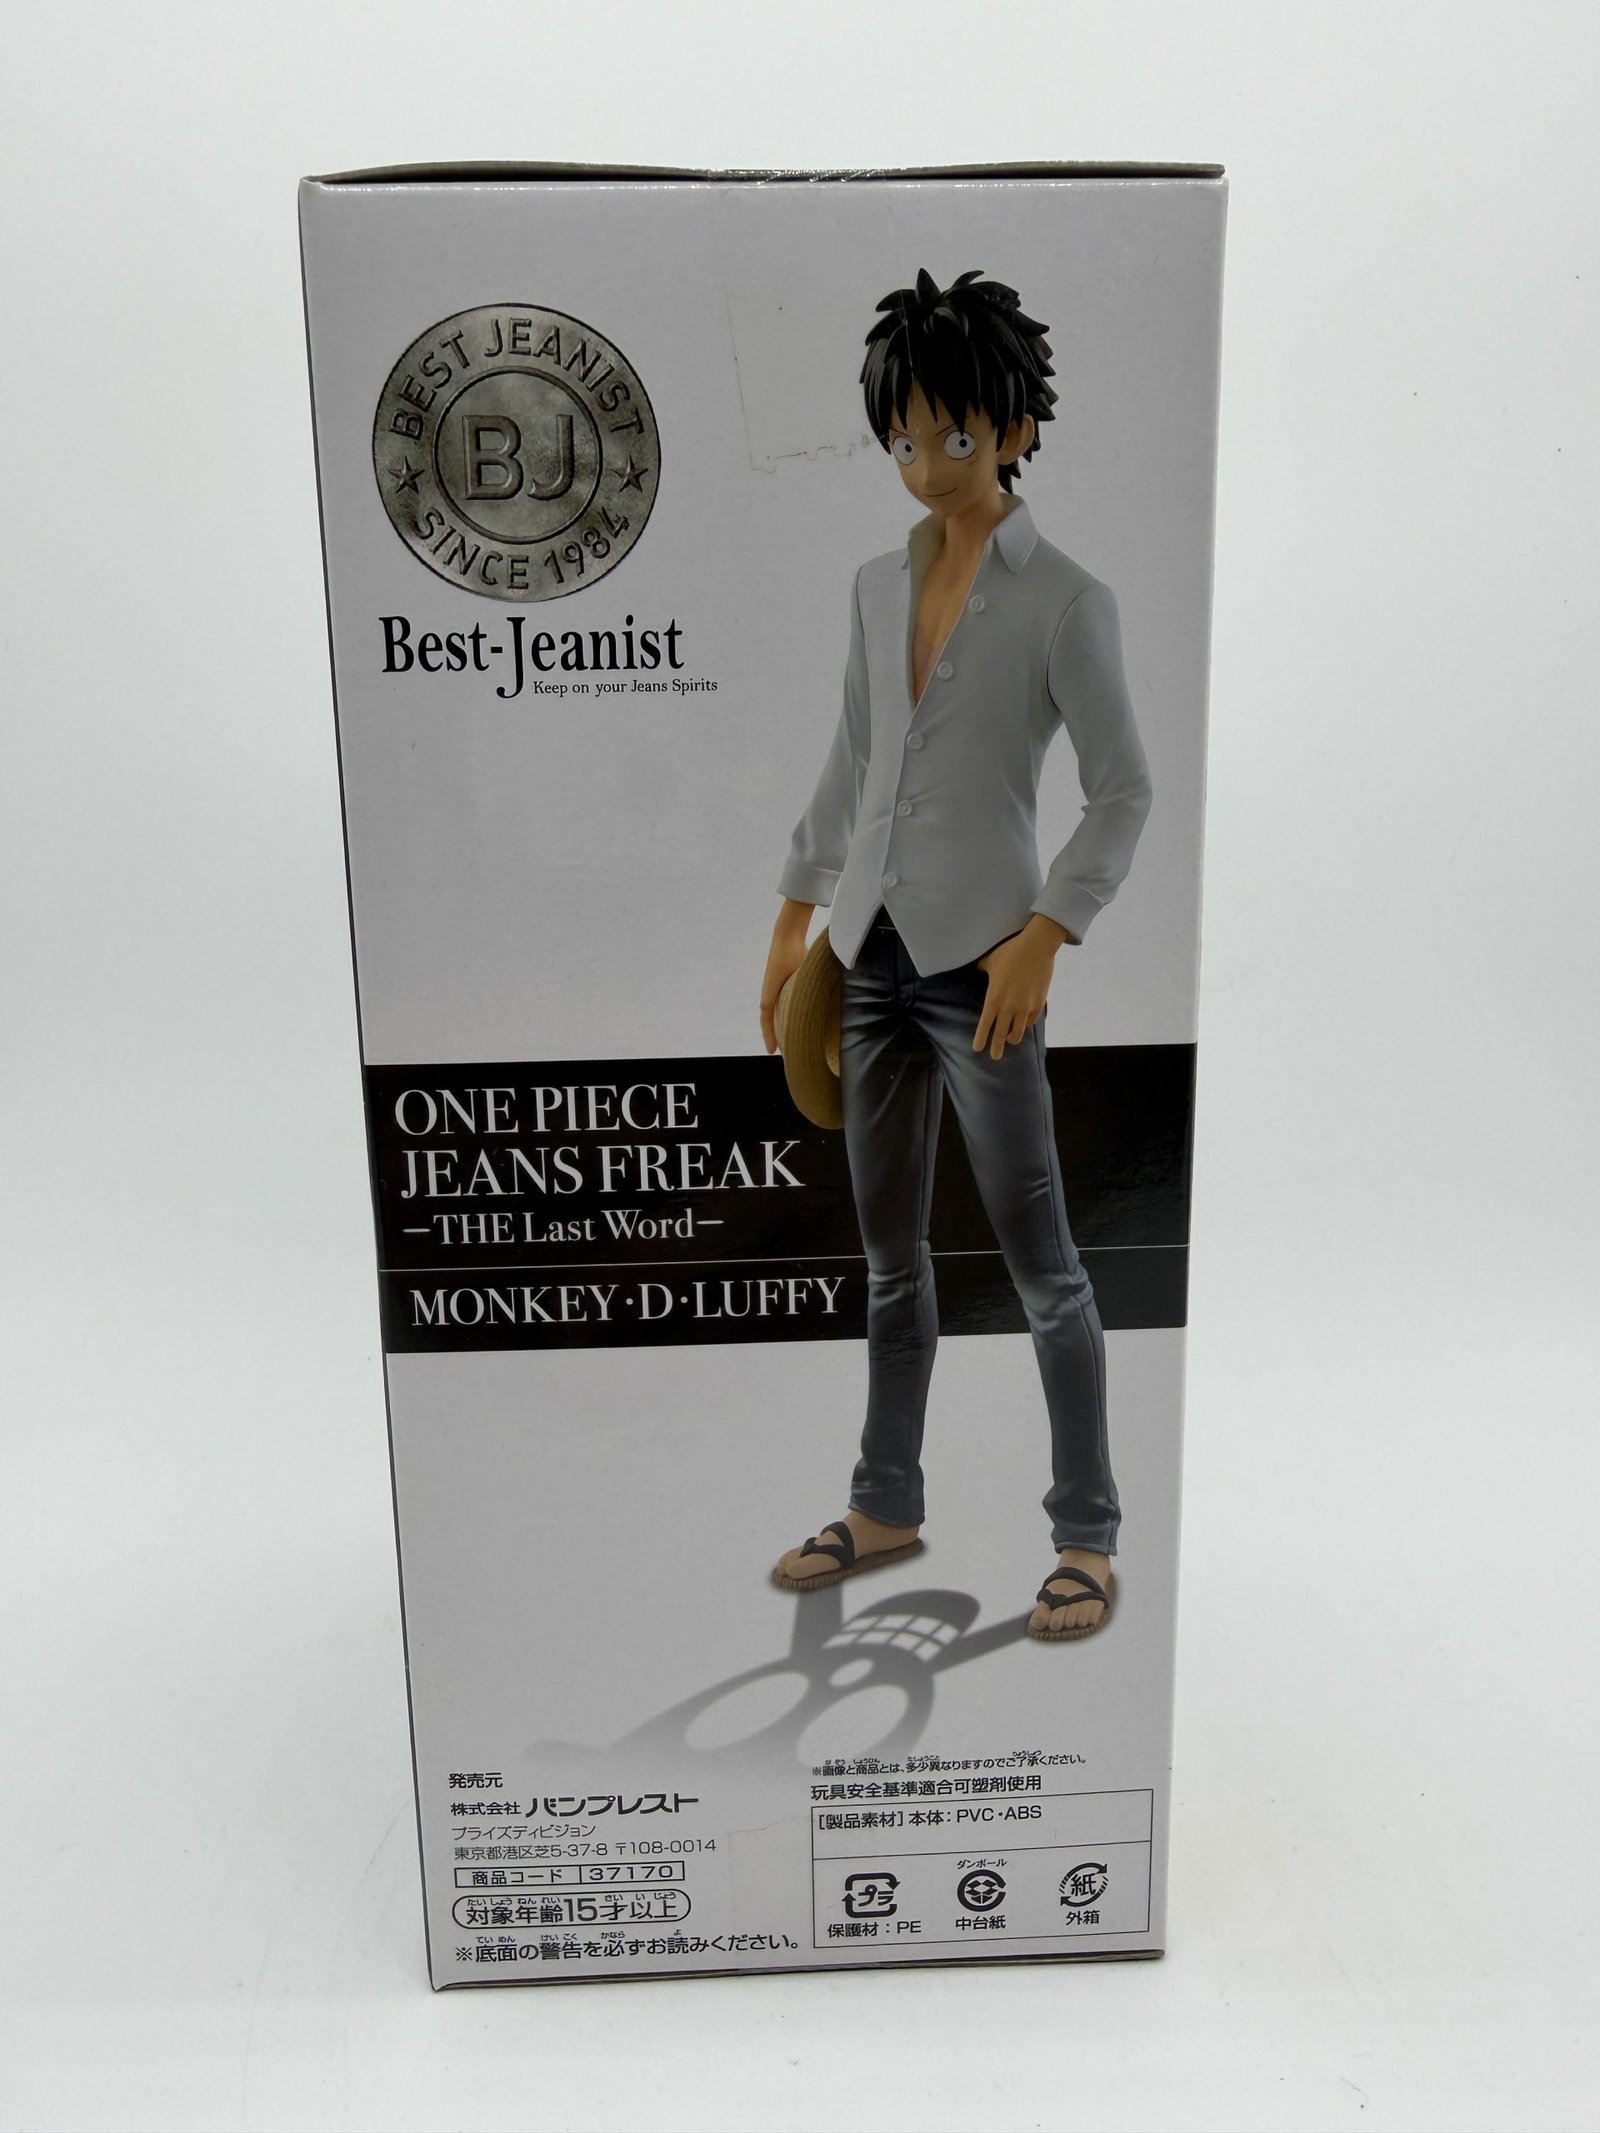 BEST JEANIST
BJ
SINCE 1984
Best-Jeanist
Keep on your Jeans Spirits
ONE PIECE
JEANS FREAK
-THE Last Word-
MONKEY・D・LUFFY
発売元
株式会社 バンプレスト
プライズディビジョン
東京都港区芝5-37-8 〒108-0014
商品コード 37170
対象年齢15才以上
※底面の警告を必ずお読みください。
※画像と商品とは、多少異なりますのでご了承ください。
玩具安全基準適合可塑剤使用
[製品素材] 本体：PVC・ABS
プラ
保護材：PE
ダンボール
中台紙
紙
外箱